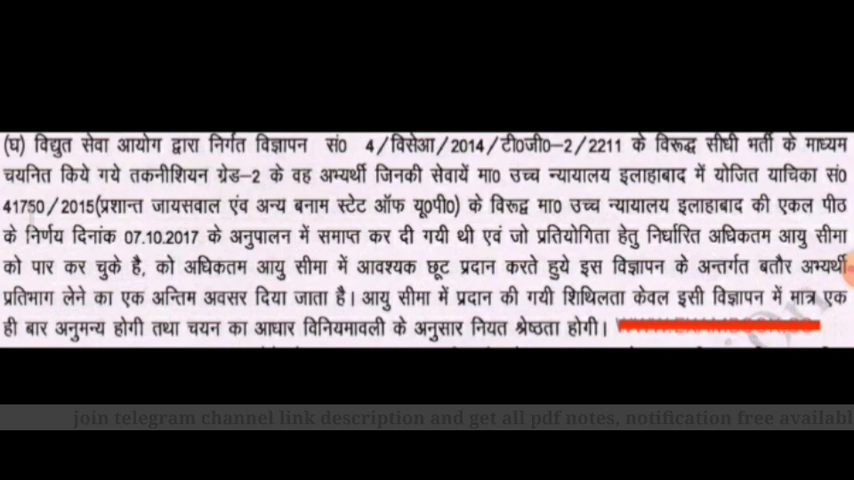 (घ) विद्युत सेवा आयोग द्वारा निर्गत विज्ञापन सं0 4/विसेआ/2014/टी0जी0-2/2211 के विरूद्ध सीधी भर्ती के माध्यम
चयनित किये गये तकनीशियन ग्रेड-2 के वह अभ्यर्थी जिनकी सेवायें मा0 उच्च न्यायालय इलाहाबाद में योजित याचिका सं0
41750/2015(प्रशान्त जायसवाल एंव अन्य बनाम स्टेट ऑफ यू0पी0) के विरूद्व मा0 उच्च न्यायालय इलाहाबाद की एकल पीठ
के निर्णय दिनांक 07.10.2017 के अनुपालन में समाप्त कर दी गयी थी एवं जो प्रतियोगिता हेतु निर्धारित अधिकतम आयु सीमा
को पार कर चुके है, को अधिकतम आयु सीमा में आवश्यक छूट प्रदान करते हुये इस विज्ञापन के अन्तर्गत बतौर अभ्यर्थी
प्रतिभाग लेने का एक अन्तिम अवसर दिया जाता है। आयु सीमा में प्रदान की गयी शिथिलता केवल इसी विज्ञापन में मात्र एक
ही बार अनुमन्य होगी तथा चयन का आधार विनियमावली के अनुसार नियत श्रेष्ठता होगी।
join telegram channel link description and get all pdf notes, notification free availabl